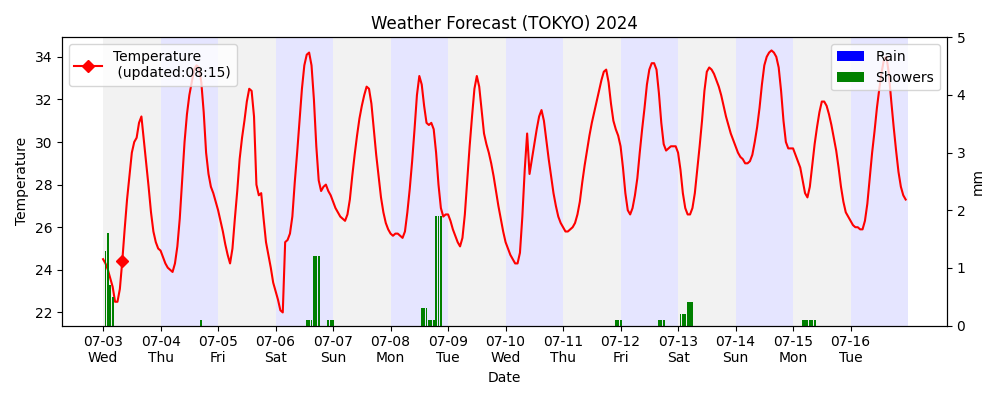 Weather Forecast (TOKYO) 2024
Temperature
(updated:08:15)
Rain
Showers
Temperature
34
32
30
28
26
24
22
5
4
3
2
1
0
mm
07-03 07-04 07-05 07-06 07-07 07-08 07-09 07-10 07-11 07-12 07-13 07-14 07-15 07-16
Wed Thu Fri Sat Sun Mon Tue Wed Thu Fri Sat Sun Mon Tue
Date